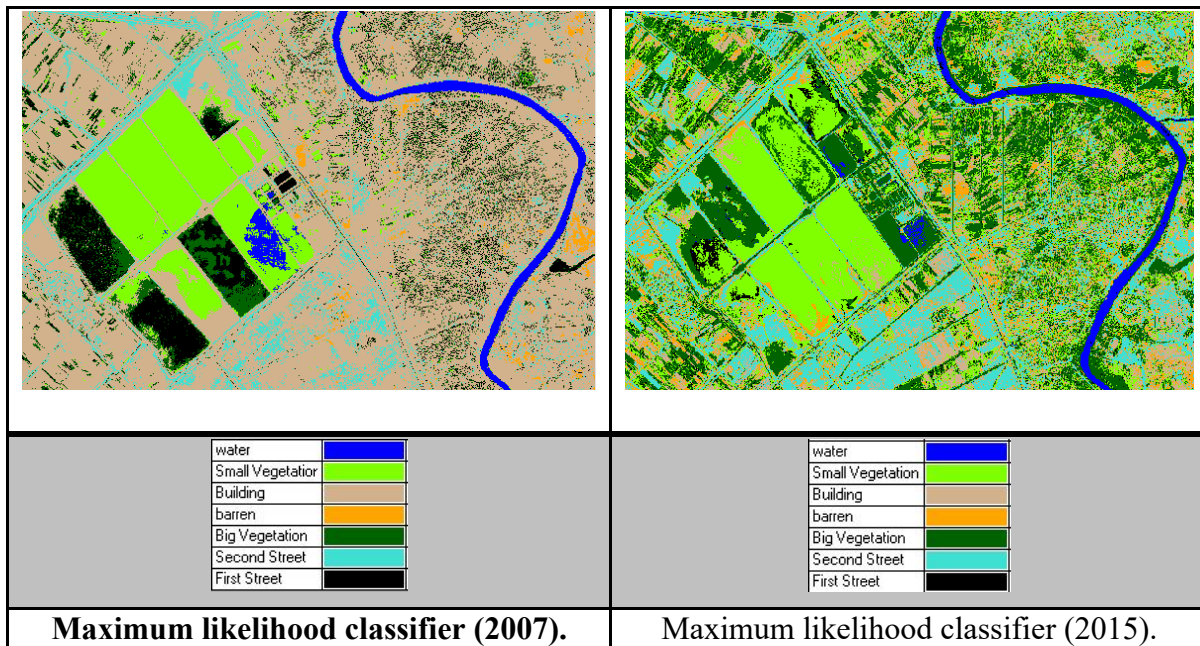 water
Small Vegetatior
Building
barren
Big Vegetation
Second Street
First Street
Maximum likelihood classifier (2007).
water
Small Vegetation
Building
barren
Big Vegetation
Second Street
First Street
Maximum likelihood classifier (2015).